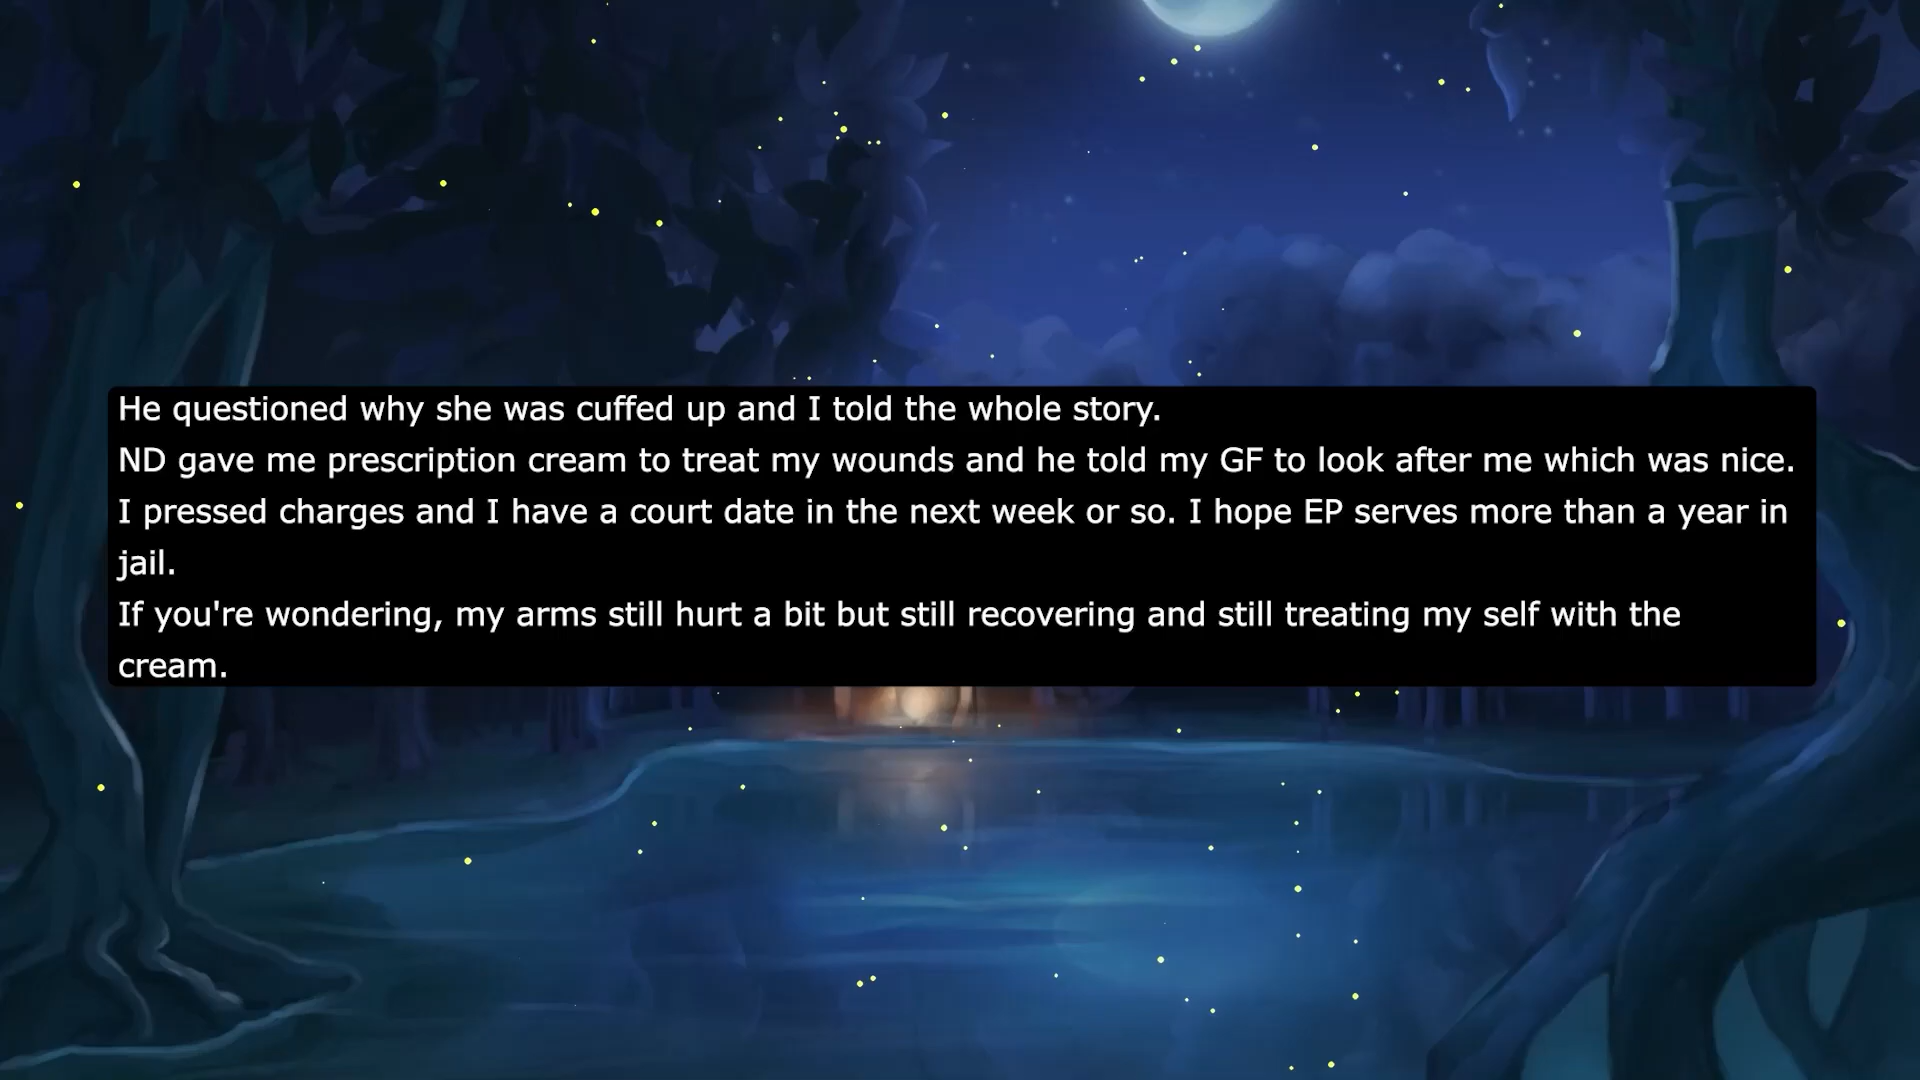 He questioned why she was cuffed up and I told the whole story.
ND gave me prescription cream to treat my wounds and he told my GF to look after me which was nice.
I pressed charges and I have a court date in the next week or so. I hope EP serves more than a year in
jail.
If you're wondering, my arms still hurt a bit but still recovering and still treating my self with the
cream.